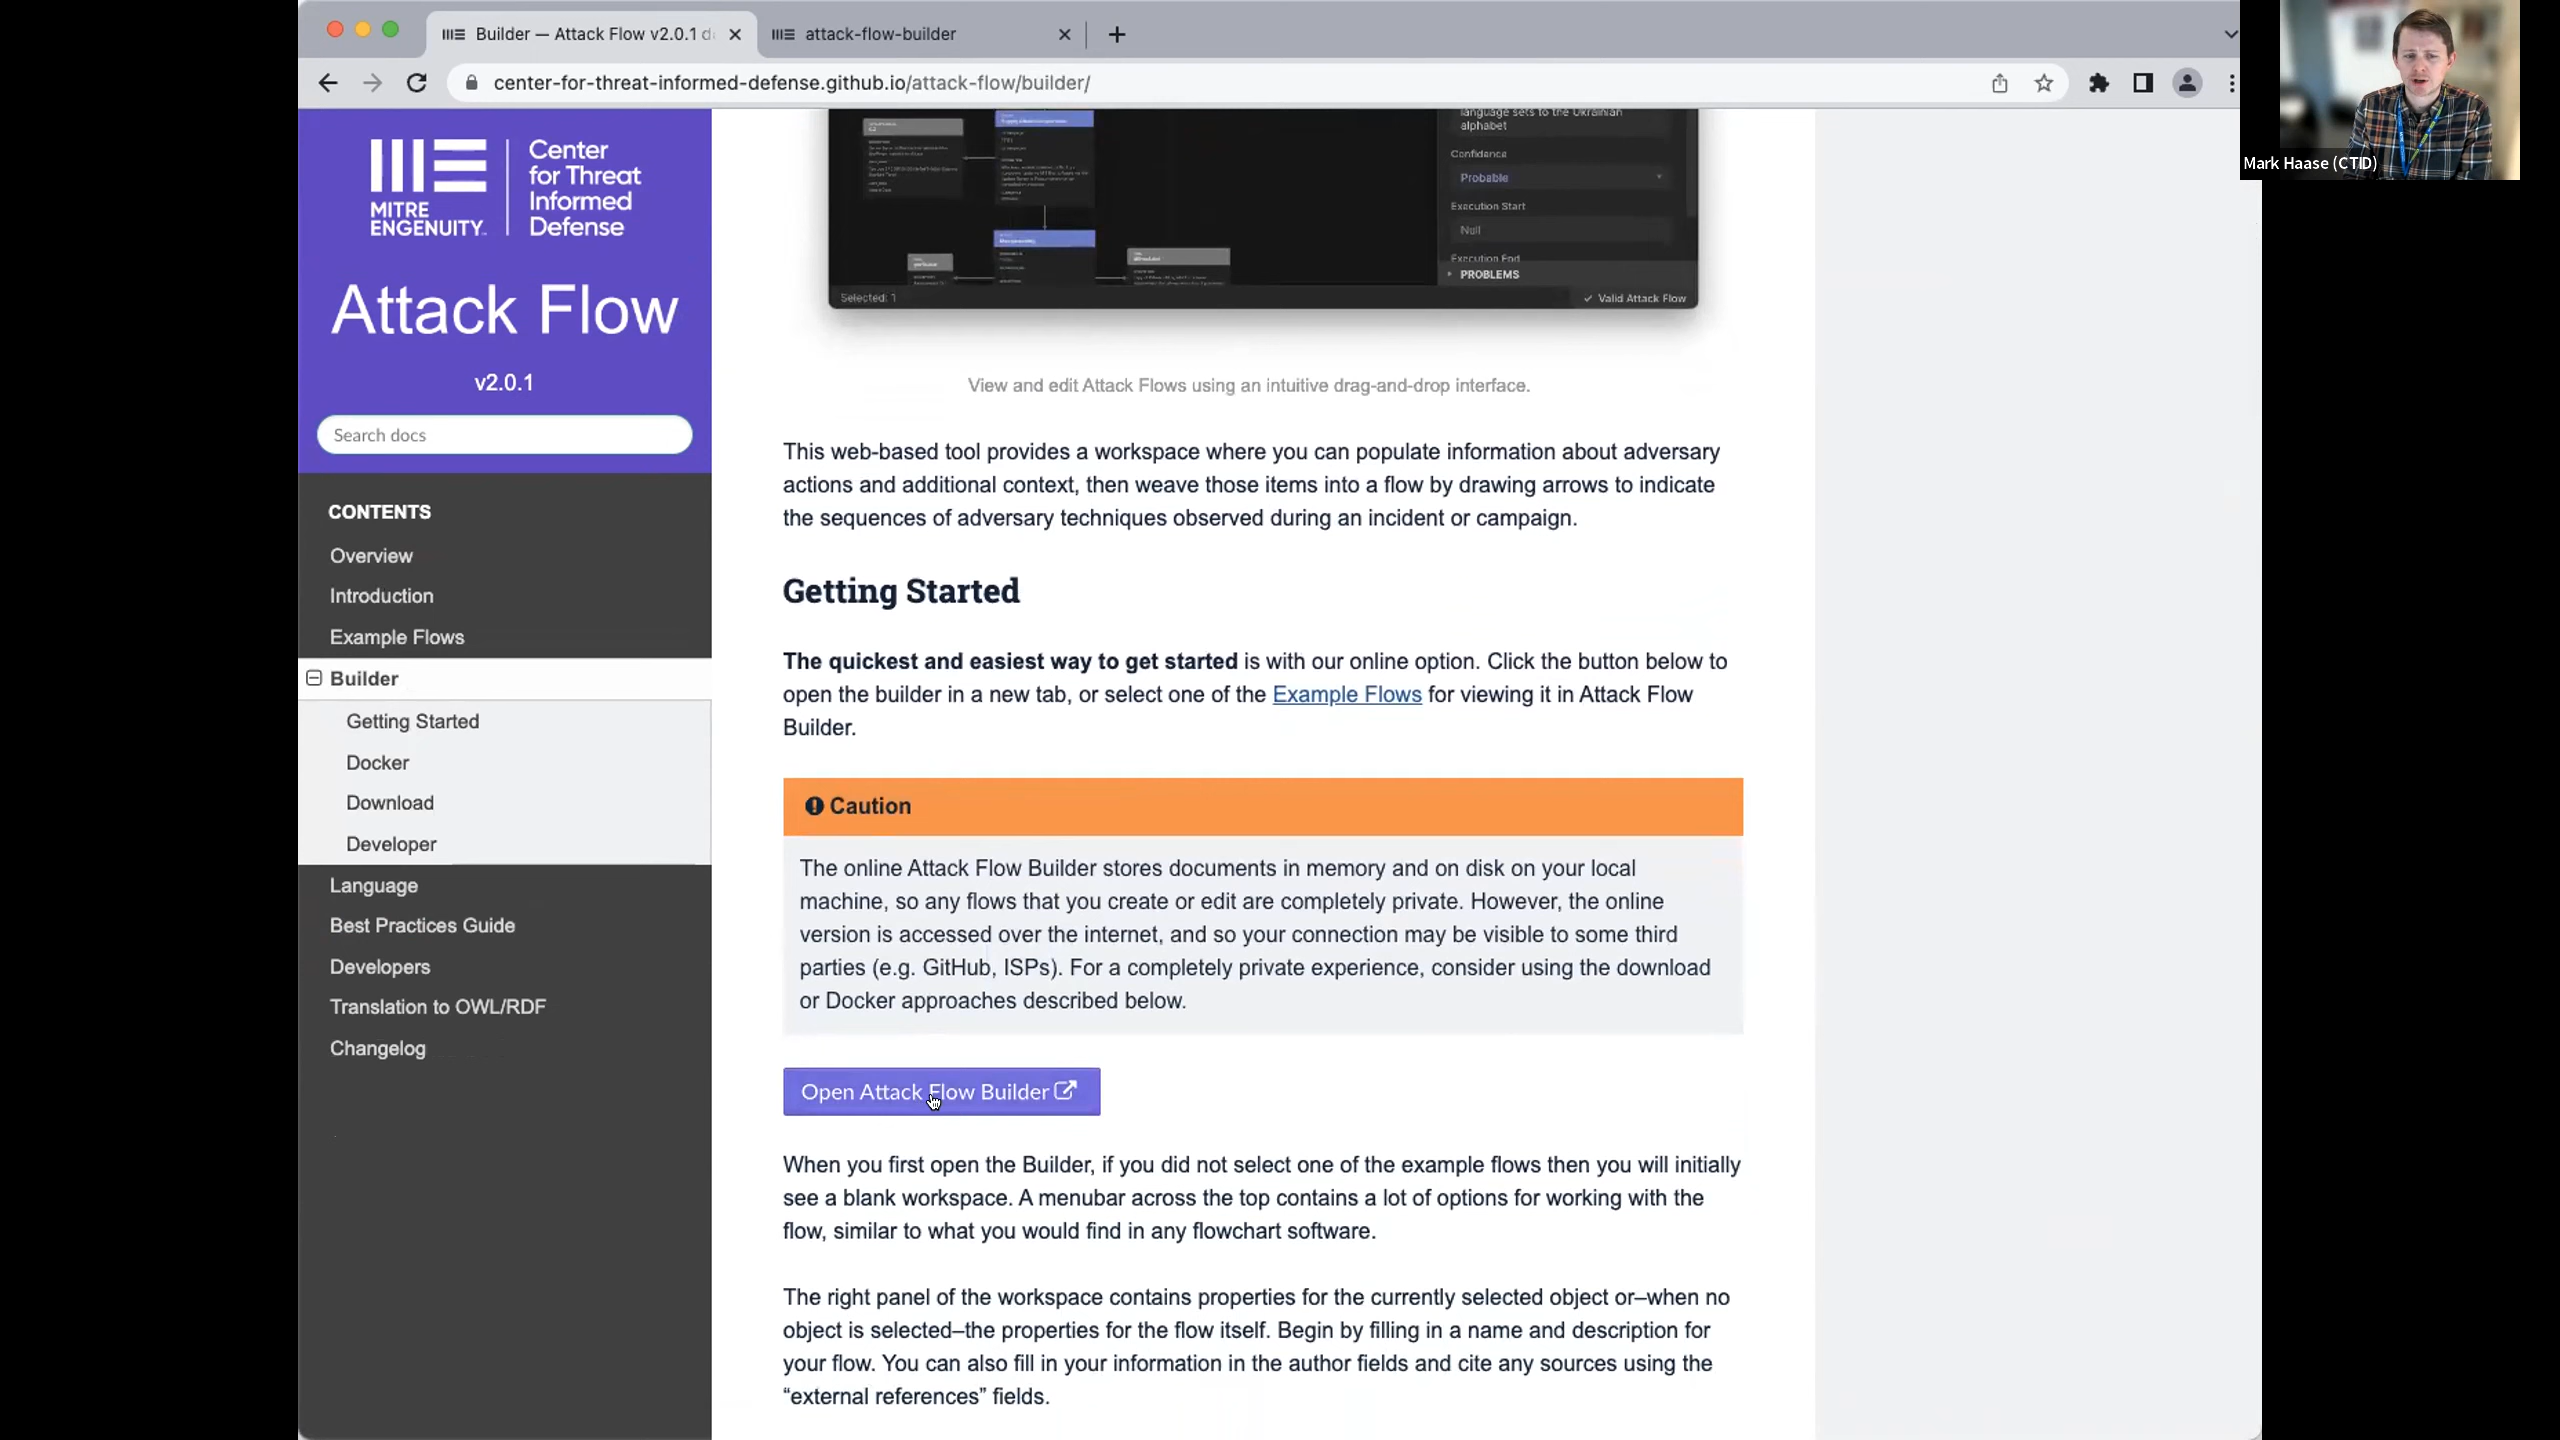 Builder — Attack Flow v2.0.1 d
attack-flow-builder
center-for-threat-informed-defense.github.io/attack-flow/builder/
Mark Haase (CTID)
MITRE
ENGENUITY
Center
for Threat
Informed
Defense
Attack Flow
v2.0.1
Search docs
CONTENTS
Overview
Introduction
Example Flows
Builder
Getting Started
Docker
Download
Developer
Language
Best Practices Guide
Developers
Translation to OWL/RDF
Changelog
language sets to the Ukrainian
alphabet
Confidence
Probable
Execution Start
Null
Execution End
PROBLEMS
Selected: 1
Valid Attack Flow
View and edit Attack Flows using an intuitive drag-and-drop interface.
This web-based tool provides a workspace where you can populate information about adversary
actions and additional context, then weave those items into a flow by drawing arrows to indicate
the sequences of adversary techniques observed during an incident or campaign.
Getting Started
The quickest and easiest way to get started is with our online option. Click the button below to
open the builder in a new tab, or select one of the Example Flows for viewing it in Attack Flow
Builder.
Caution
The online Attack Flow Builder stores documents in memory and on disk on your local
machine, so any flows that you create or edit are completely private. However, the online
version is accessed over the internet, and so your connection may be visible to some third
parties (e.g. GitHub, ISPs). For a completely private experience, consider using the download
or Docker approaches described below.
Open Attack Flow Builder
When you first open the Builder, if you did not select one of the example flows then you will initially
see a blank workspace. A menubar across the top contains a lot of options for working with the
flow, similar to what you would find in any flowchart software.
The right panel of the workspace contains properties for the currently selected object or–when no
object is selected–the properties for the flow itself. Begin by filling in a name and description for
your flow. You can also fill in your information in the author fields and cite any sources using the
“external references” fields.